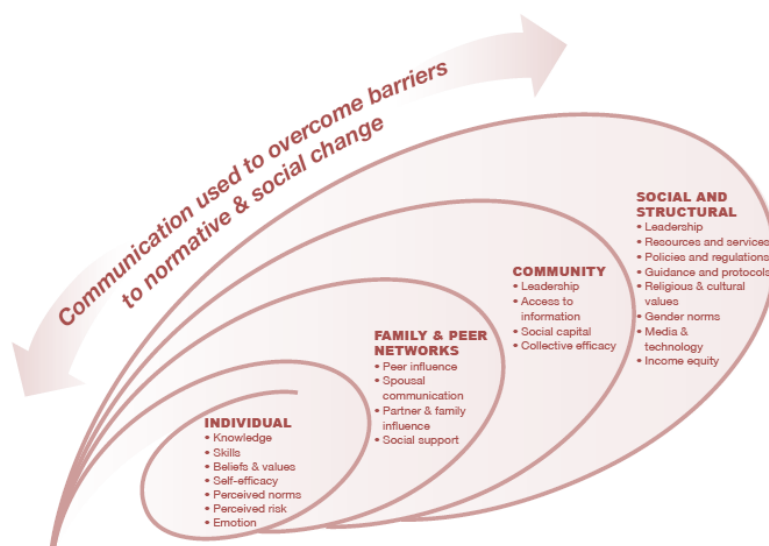 Communication used to overcome barriers
to normative & social change
INDIVIDUAL
• Knowledge
• Skills
• Beliefs & values
• Self-efficacy
• Perceived norms
• Perceived risk
• Emotion
FAMILY & PEER
NETWORKS
• Peer influence
• Spousal
communication
• Partner & family
influence
• Social support
COMMUNITY
• Leadership
• Access to
information
• Social capital
• Collective efficacy
SOCIAL AND
STRUCTURAL
• Leadership
• Resources and services
• Policies and regulations
• Guidance and protocols
• Religious & cultural
values
• Gender norms
• Media &
technology
• Income equity